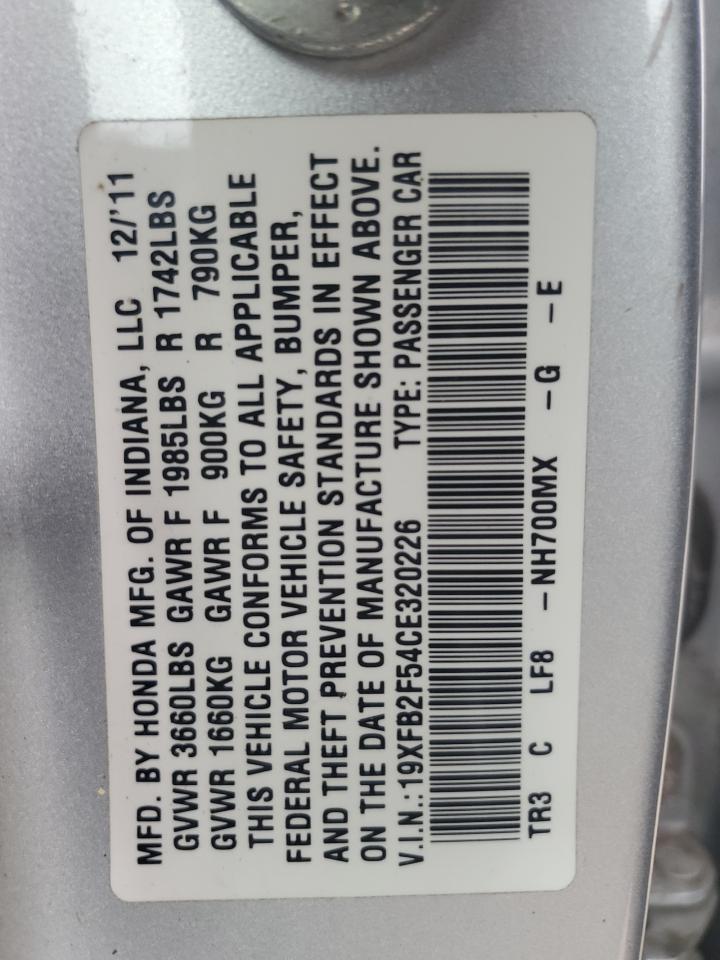 MFD. BY HONDA MFG. OF INDIANA, LLC 12/'11
GVWR 3660LBS GAWR F 1985LBS R 1742LBS
GVWR 1660KG GAWR F 900KG R 790KG
THIS VEHICLE CONFORMS TO ALL APPLICABLE
FEDERAL MOTOR VEHICLE SAFETY, BUMPER,
AND THEFT PREVENTION STANDARDS IN EFFECT
ON THE DATE OF MANUFACTURE SHOWN ABOVE.
V.I.N.:19XFB2F54CE320226 TYPE: PASSENGER CAR
TR3 C LF8 -NH700MX -G -E